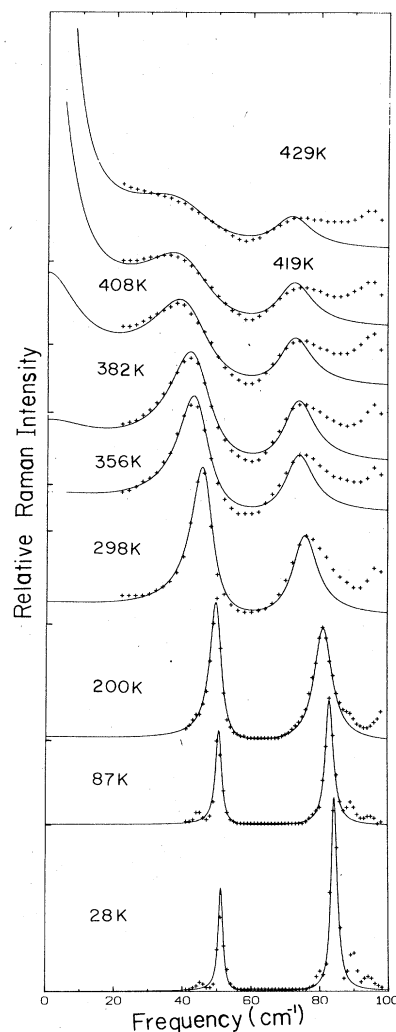 429K
419K
408K
382K
356K
298K
200K
87K
28K
Relative Raman Intensity
0 20 40 60 80 100
Frequency (cm⁻¹)